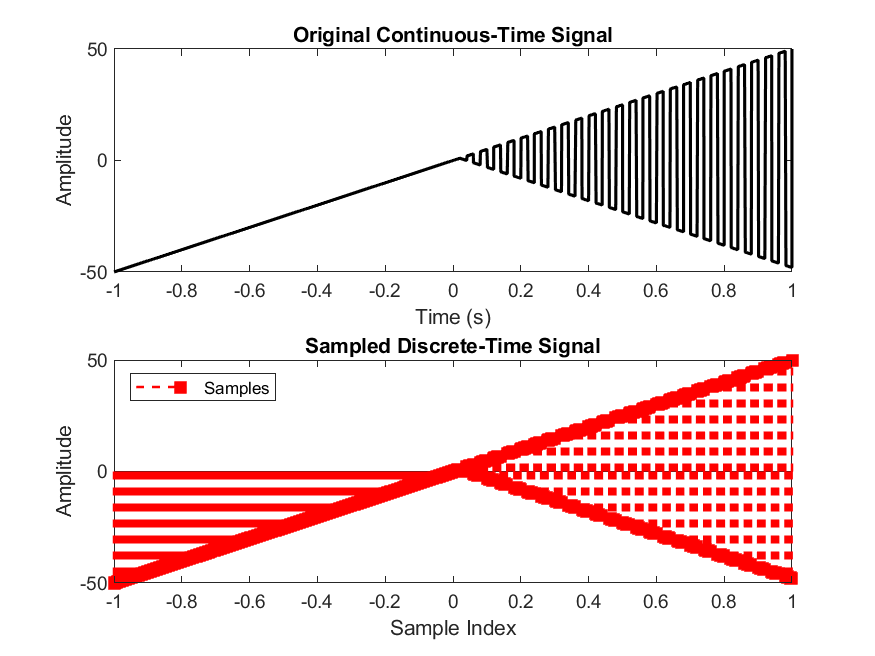 Original Continuous-Time Signal
50
0
-50
Amplitude
-1 -0.8 -0.6 -0.4 -0.2 0 0.2 0.4 0.6 0.8 1
Time (s)
Sampled Discrete-Time Signal
Samples
50
0
-50
Amplitude
-1 -0.8 -0.6 -0.4 -0.2 0 0.2 0.4 0.6 0.8 1
Sample Index